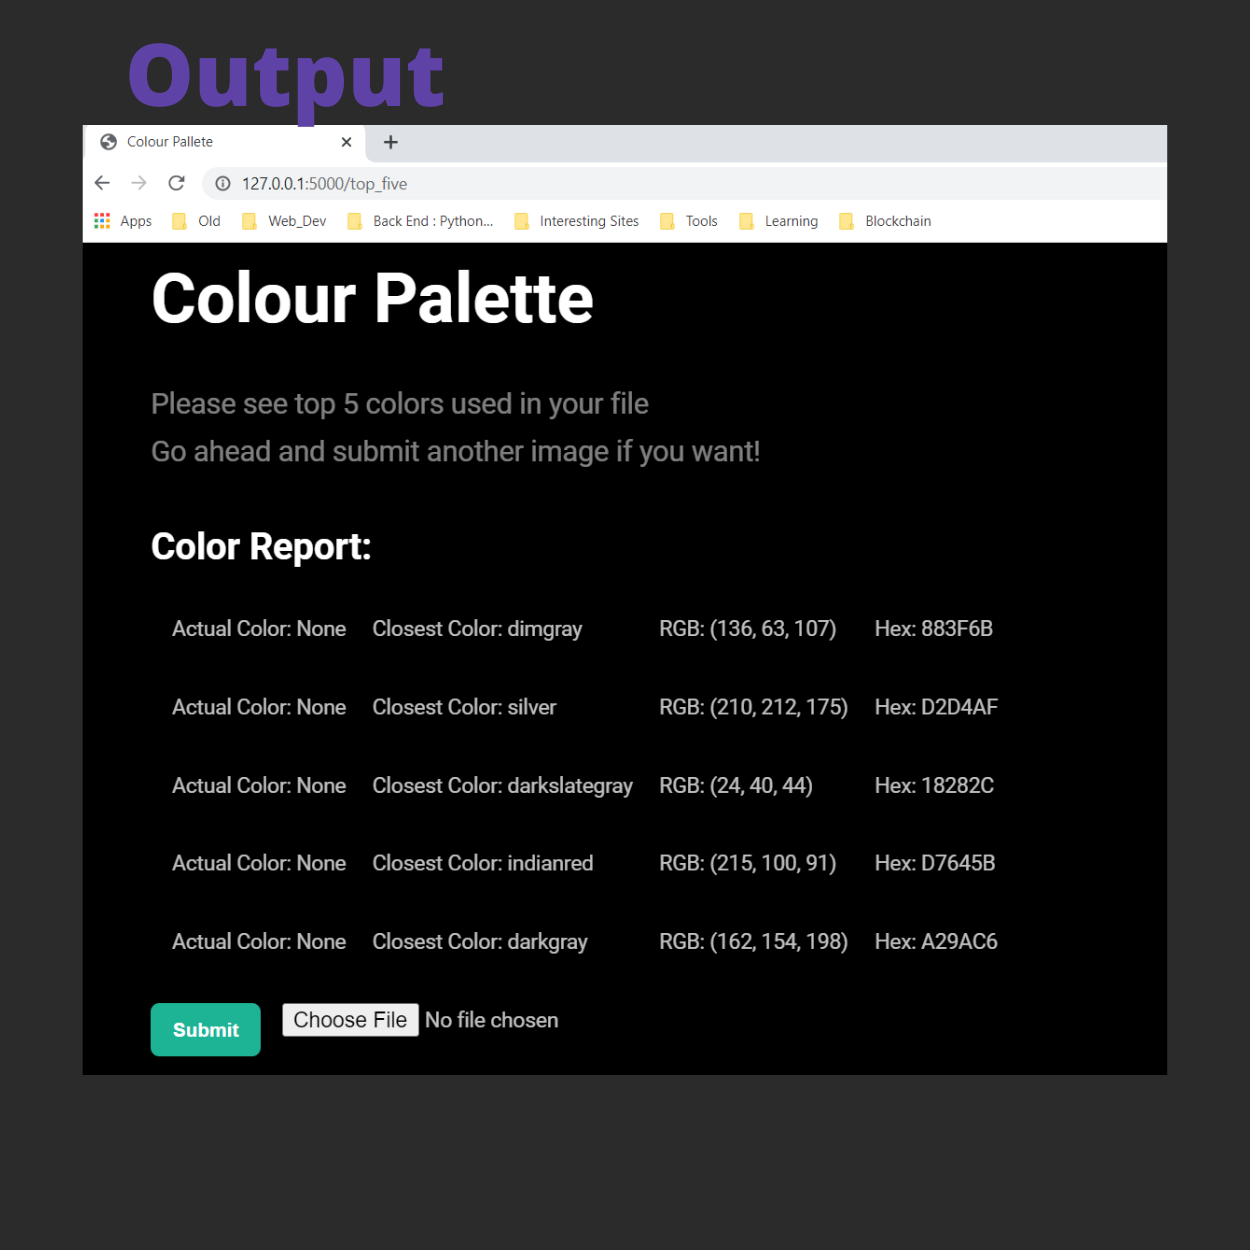 Output
Colour Pallete
127.0.0.1:5000/top_five
Apps Old Web_Dev Back End : Python... Interesting Sites Tools Learning Blockchain
Colour Palette
Please see top 5 colors used in your file
Go ahead and submit another image if you want!
Color Report:
Actual Color: None Closest Color: dimgray RGB: (136, 63, 107) Hex: 883F6B
Actual Color: None Closest Color: silver RGB: (210, 212, 175) Hex: D2D4AF
Actual Color: None Closest Color: darkslategray RGB: (24, 40, 44) Hex: 18282C
Actual Color: None Closest Color: indianred RGB: (215, 100, 91) Hex: D7645B
Actual Color: None Closest Color: darkgray RGB: (162, 154, 198) Hex: A29AC6
Submit Choose File No file chosen